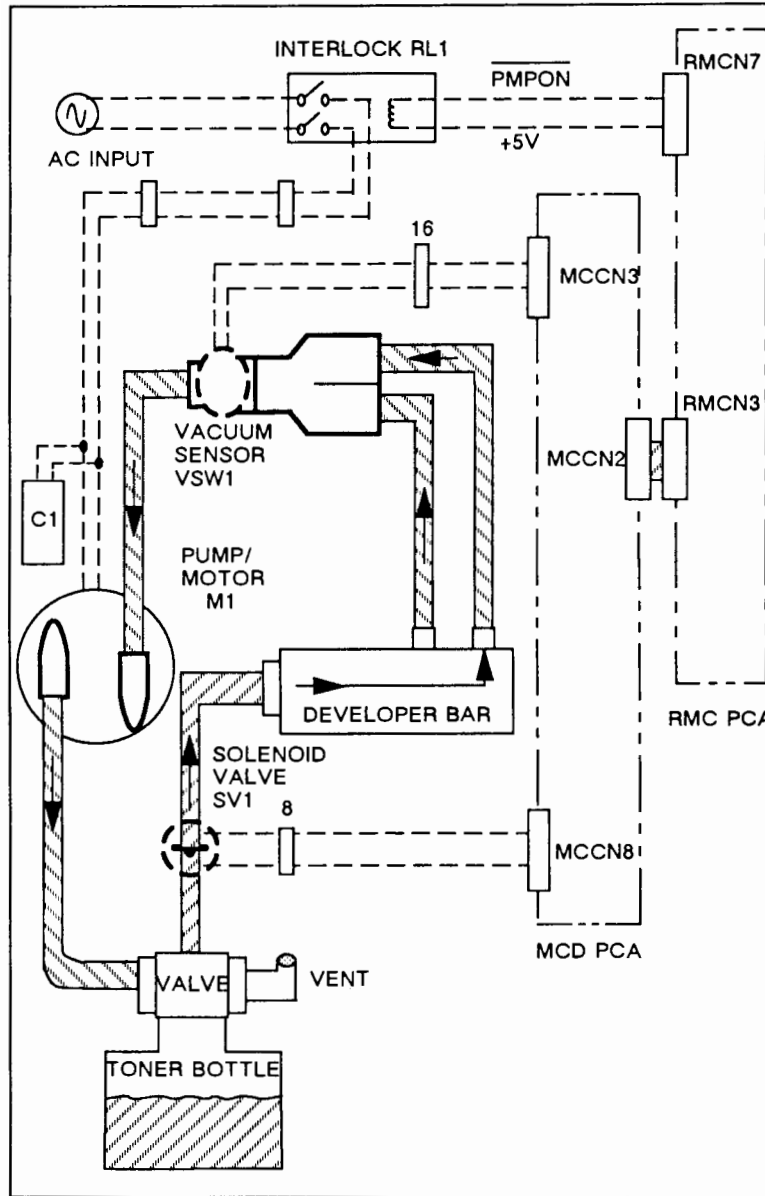 INTERLOCK RL1
RMCN7
PMPON
+5V
AC INPUT
16
MCCN3
VACUUM
SENSOR
VSW1
RMCN3
MCCN2
C1
PUMP/
MOTOR
M1
DEVELOPER BAR
RMC PCA
SOLENOID
VALVE
SV1
8
MCCN8
MCD PCA
VALVE
VENT
TONER BOTTLE